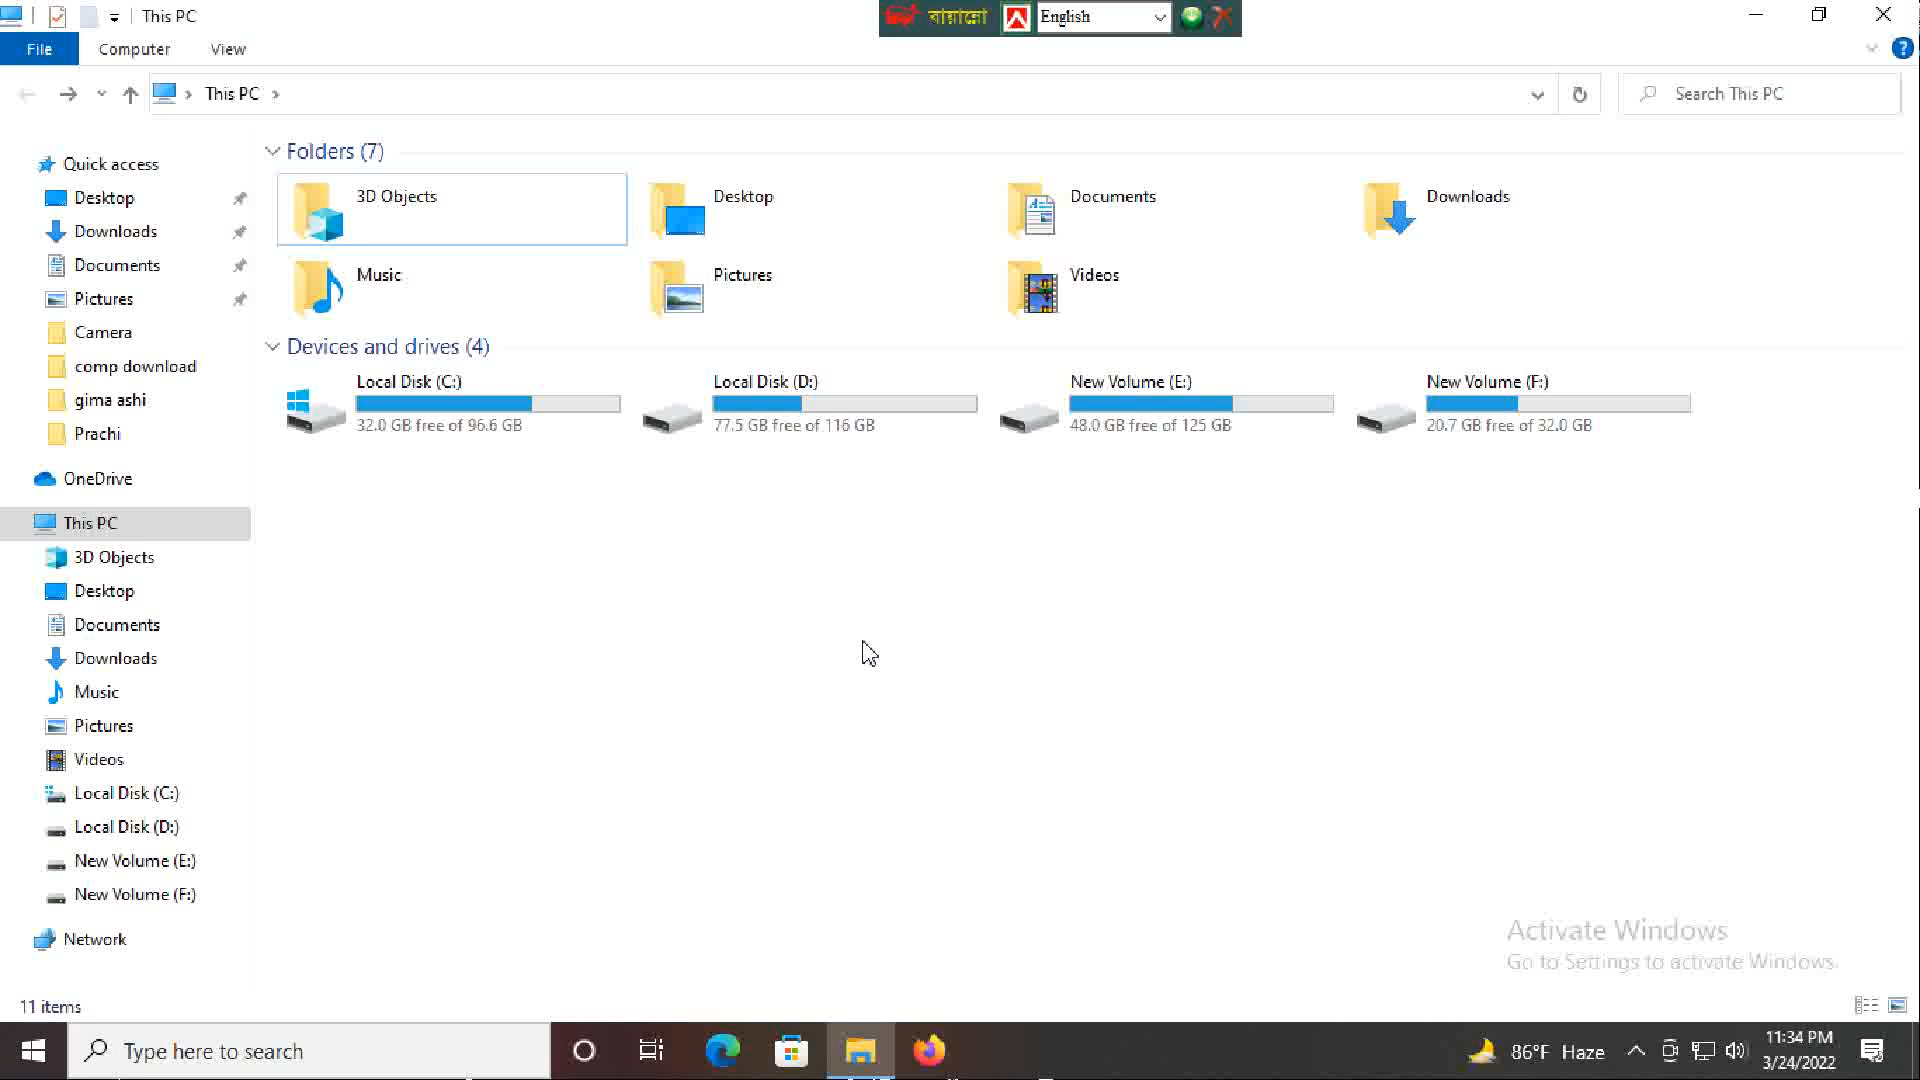 This PC
বায়ান্নো
English
File
Computer
View
This PC
Search This PC
Quick access
Desktop
Downloads
Documents
Pictures
Camera
comp download
gima ashi
Prachi
OneDrive
This PC
3D Objects
Desktop
Documents
Downloads
Music
Pictures
Videos
Local Disk (C:)
Local Disk (D:)
New Volume (E:)
New Volume (F:)
Network
Folders (7)
3D Objects
Desktop
Documents
Downloads
Music
Pictures
Videos
Devices and drives (4)
Local Disk (C:)
32.0 GB free of 96.6 GB
Local Disk (D:)
77.5 GB free of 116 GB
New Volume (E:)
48.0 GB free of 125 GB
New Volume (F:)
20.7 GB free of 32.0 GB
Activate Windows
Go to Settings to activate Windows.
11 items
Type here to search
86°F Haze
11:34 PM
3/24/2022